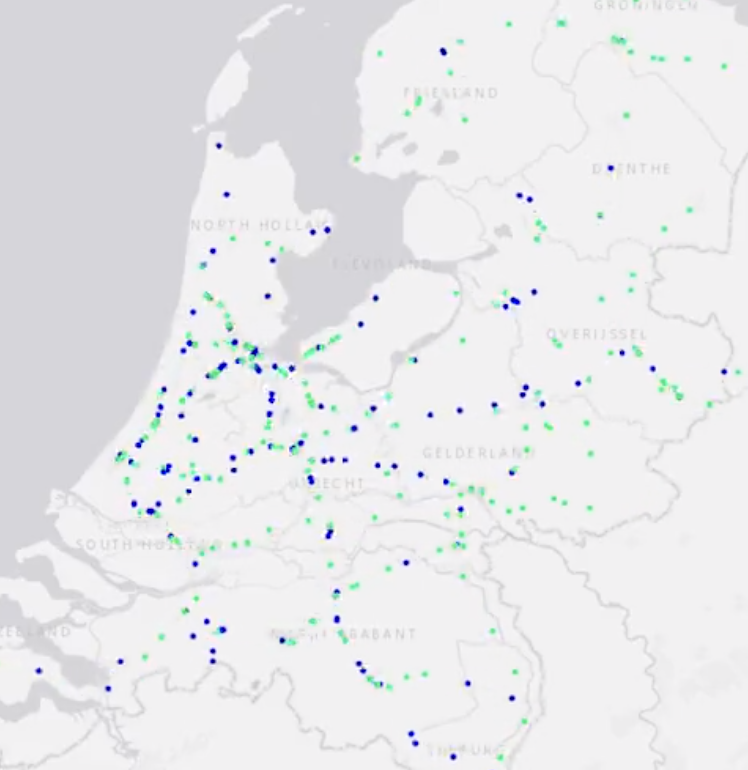 GRONINGEN
FRIESLAND
DRENTHE
NORTH HOLLAND
FLEVOLAND
OVERIJSSEL
GELDERLAND
UTRECHT
SOUTH HOLLAND
ZEELAND
NORTH BRABANT
LIMBURG